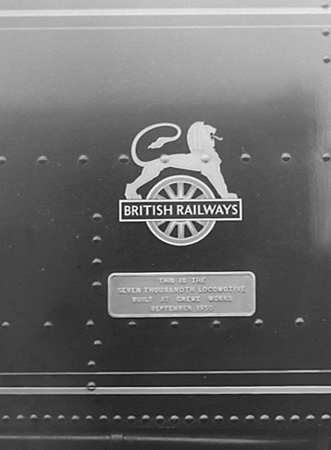 BRITISH RAILWAYS
THIS IS THE
SEVEN THOUSANDTH LOCOMOTIVE
BUILT AT CREWE WORKS
SEPTEMBER 1950